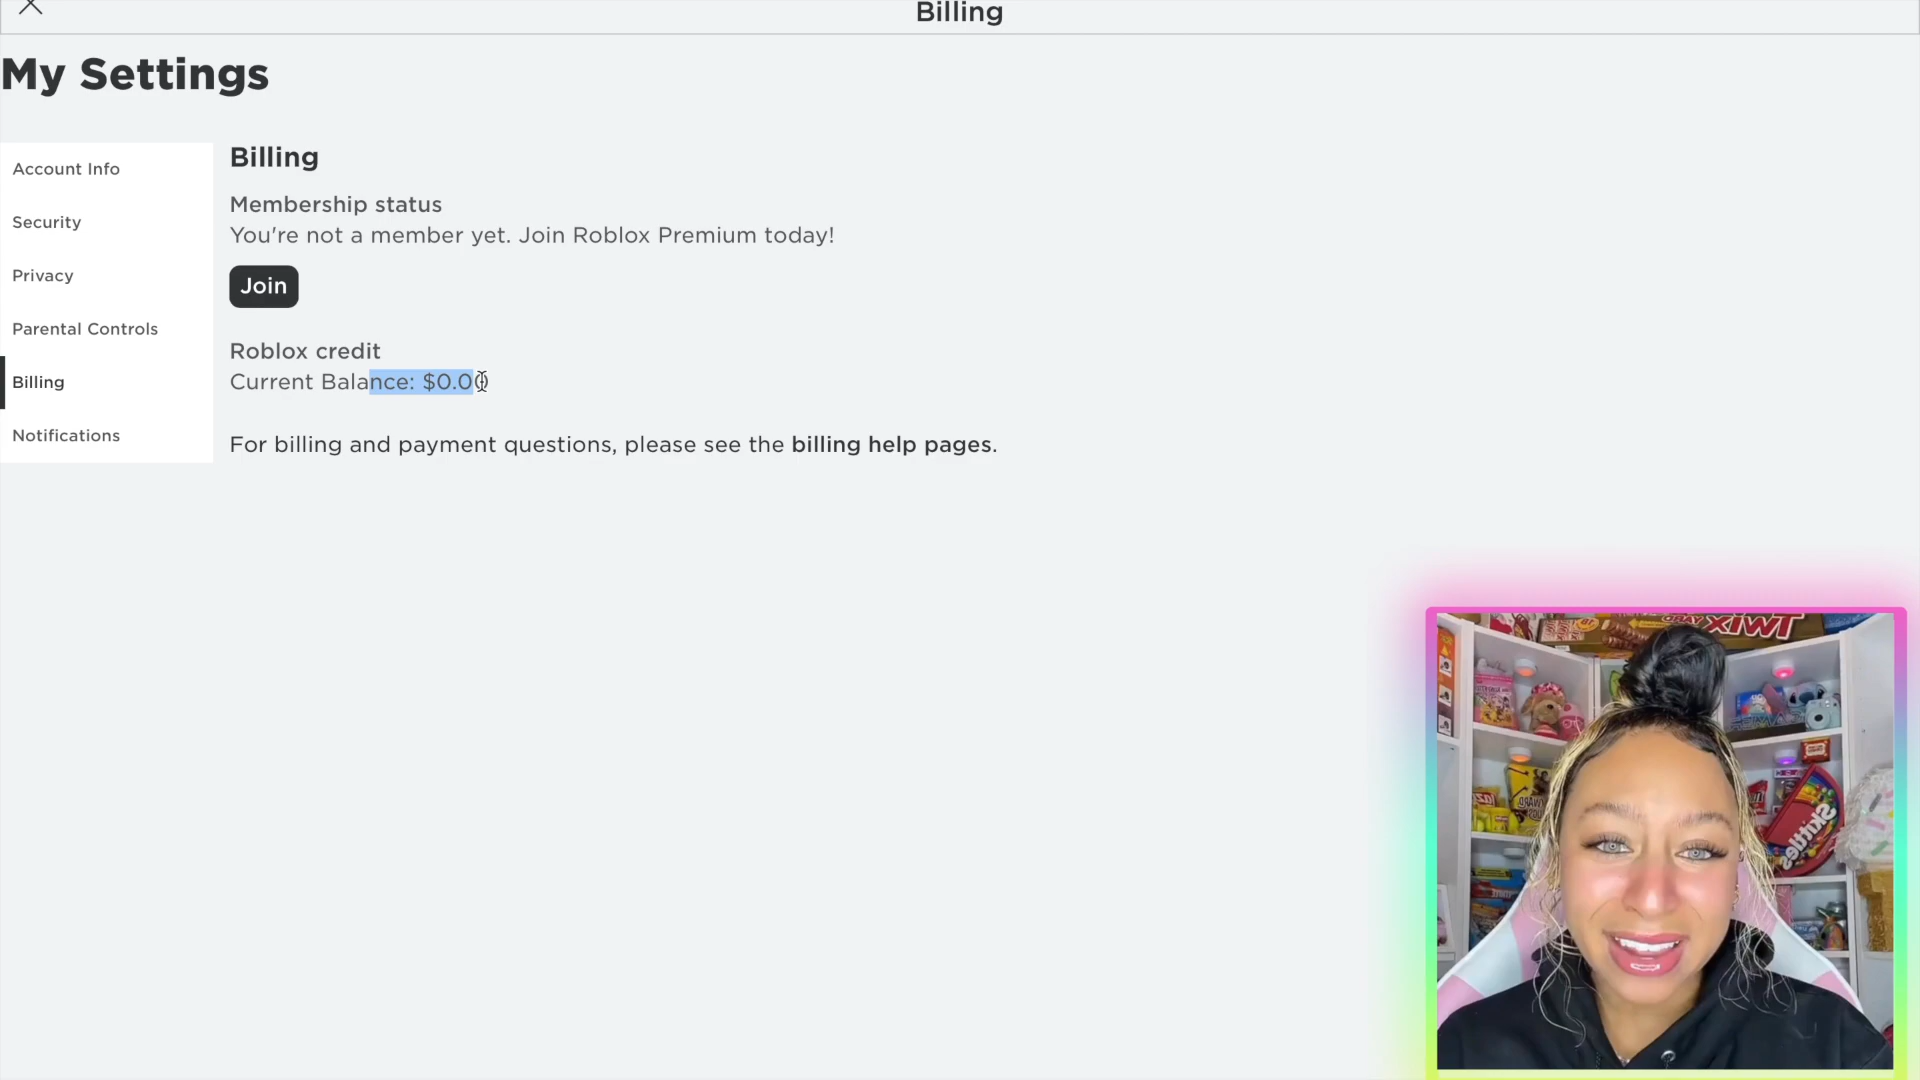 Billing
My Settings
Account Info
Security
Privacy
Parental Controls
Billing
Notifications
Billing
Membership status
You're not a member yet. Join Roblox Premium today!
Join
Roblox credit
Current Balance: $0.00
For billing and payment questions, please see the billing help pages.
TWIX
Skittles